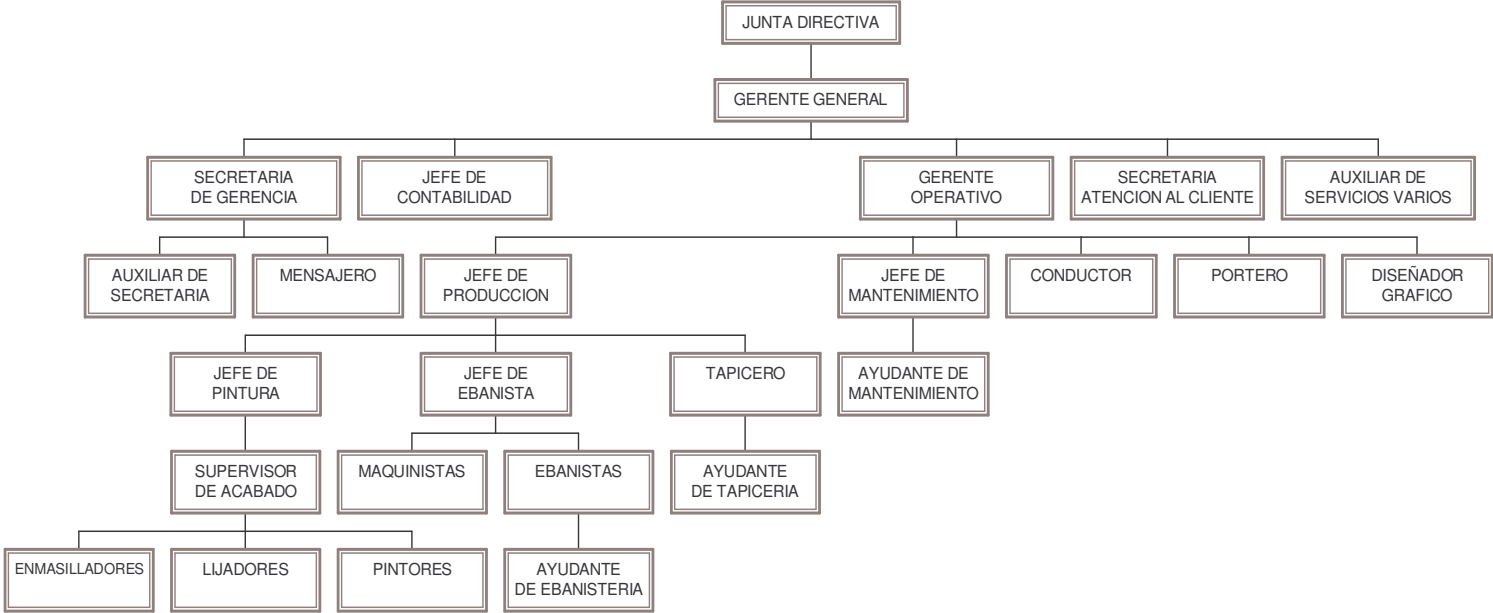 JUNTA DIRECTIVA
GERENTE GENERAL
SECRETARIA
DE GERENCIA
JEFE DE
CONTABILIDAD
GERENTE
OPERATIVO
SECRETARIA
ATENCION AL CLIENTE
AUXILIAR DE
SERVICIOS VARIOS
AUXILIAR DE
SECRETARIA
MENSAJERO
JEFE DE
PRODUCCION
JEFE DE
MANTENIMIENTO
CONDUCTOR
PORTERO
DISEÑADOR
GRAFICO
JEFE DE
PINTURA
JEFE DE
EBANISTA
TAPICERO
AYUDANTE DE
MANTENIMIENTO
SUPERVISOR
DE ACABADO
MAQUINISTAS
EBANISTAS
AYUDANTE
DE TAPICERIA
ENMASILLADORES
LIJADORES
PINTORES
AYUDANTE
DE EBANISTERIA